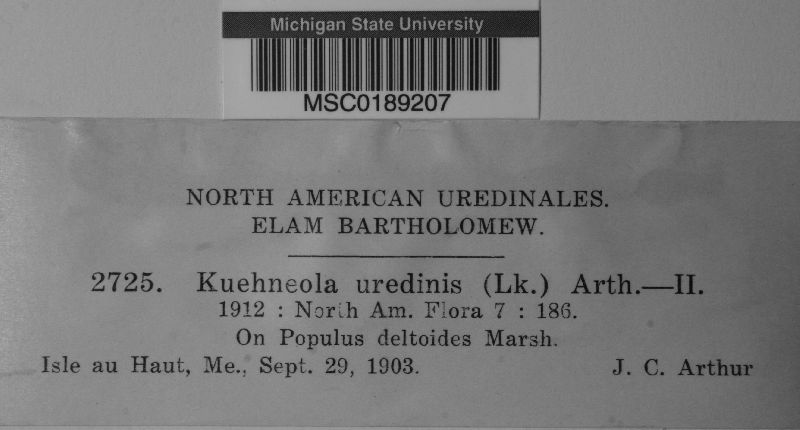 Michigan State University
MSC0189207
NORTH AMERICAN UREDINALES.
ELAM BARTHOLOMEW.
2725. Kuehneola uredinis (Lk.) Arth.—II.
1912 : North Am. Flora 7 : 186.
On Populus deltoides Marsh.
Isle au Haut, Me., Sept. 29, 1903. J. C. Arthur